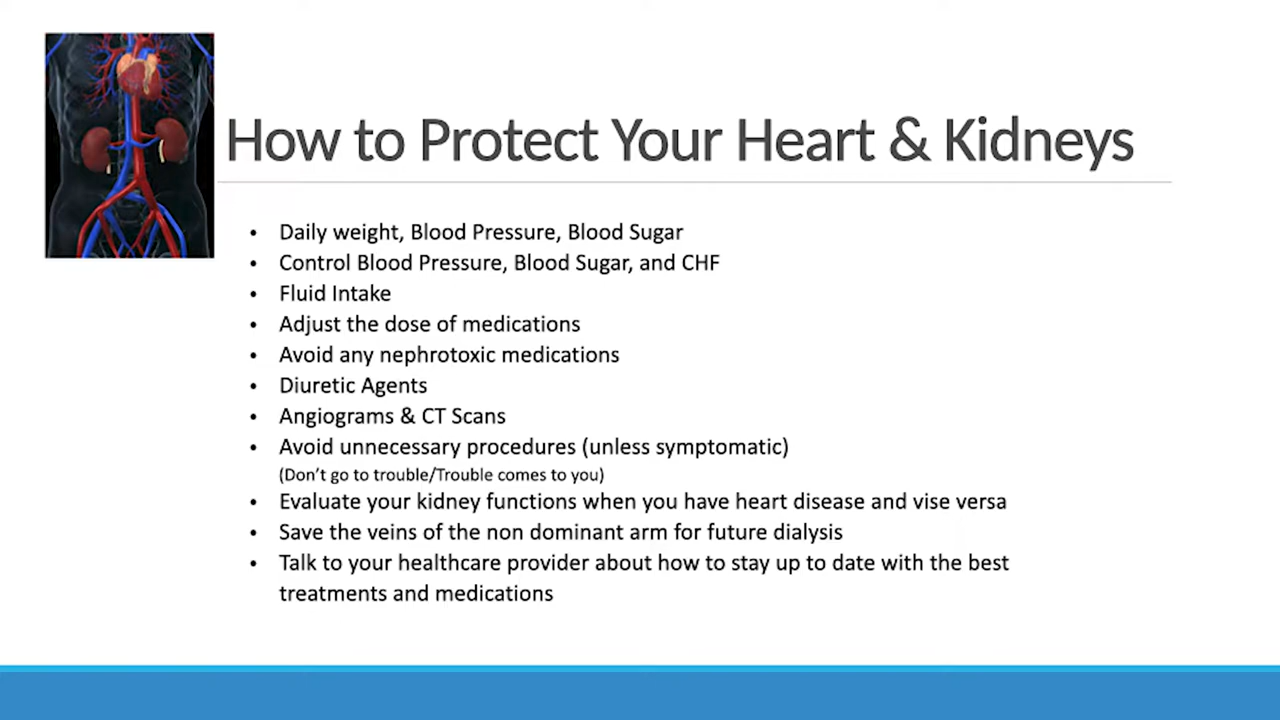 How to Protect Your Heart & Kidneys
• Daily weight, Blood Pressure, Blood Sugar
• Control Blood Pressure, Blood Sugar, and CHF
• Fluid Intake
• Adjust the dose of medications
• Avoid any nephrotoxic medications
• Diuretic Agents
• Angiograms & CT Scans
• Avoid unnecessary procedures (unless symptomatic)
(Don’t go to trouble/Trouble comes to you)
• Evaluate your kidney functions when you have heart disease and vise versa
• Save the veins of the non dominant arm for future dialysis
• Talk to your healthcare provider about how to stay up to date with the best
treatments and medications